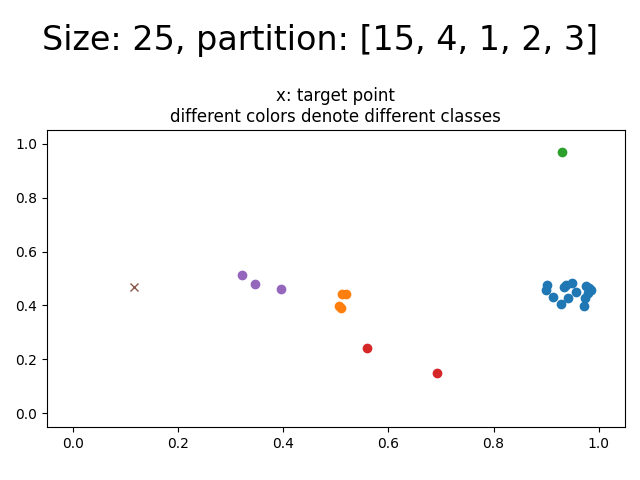 Size: 25, partition: [15, 4, 1, 2, 3]
x: target point
different colors denote different classes
1.0
0.8
0.6
0.4
0.2
0.0
0.0 0.2 0.4 0.6 0.8 1.0